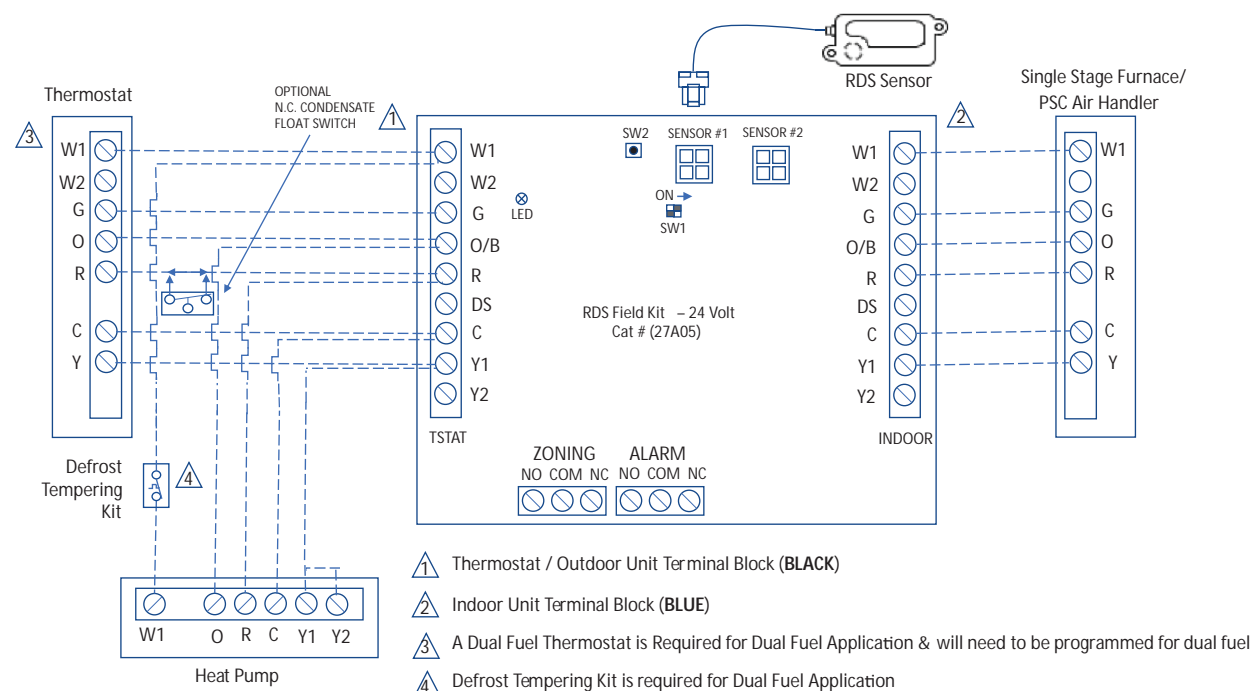 RDS Sensor
Thermostat
OPTIONAL
N.C. CONDENSATE
FLOAT SWITCH
Single Stage Furnace/
PSC Air Handler
3
1
2
W1
W2
G
O
R
C
Y
W1
W2
G
O/B
R
DS
C
Y1
Y2
TSTAT
LED
SW2
SENSOR #1
SENSOR #2
ON
SW1
RDS Field Kit – 24 Volt
Cat # (27A05)
W1
W2
G
O/B
R
DS
C
Y1
Y2
INDOOR
W1
G
O
R
C
Y
ZONING
NO COM NC
ALARM
NO COM NC
Defrost
Tempering
Kit
4
W1 O R C Y1 Y2
Heat Pump
1 Thermostat / Outdoor Unit Terminal Block (BLACK)
2 Indoor Unit Terminal Block (BLUE)
3 A Dual Fuel Thermostat is Required for Dual Fuel Application & will need to be programmed for dual fuel
4 Defrost Tempering Kit is required for Dual Fuel Application